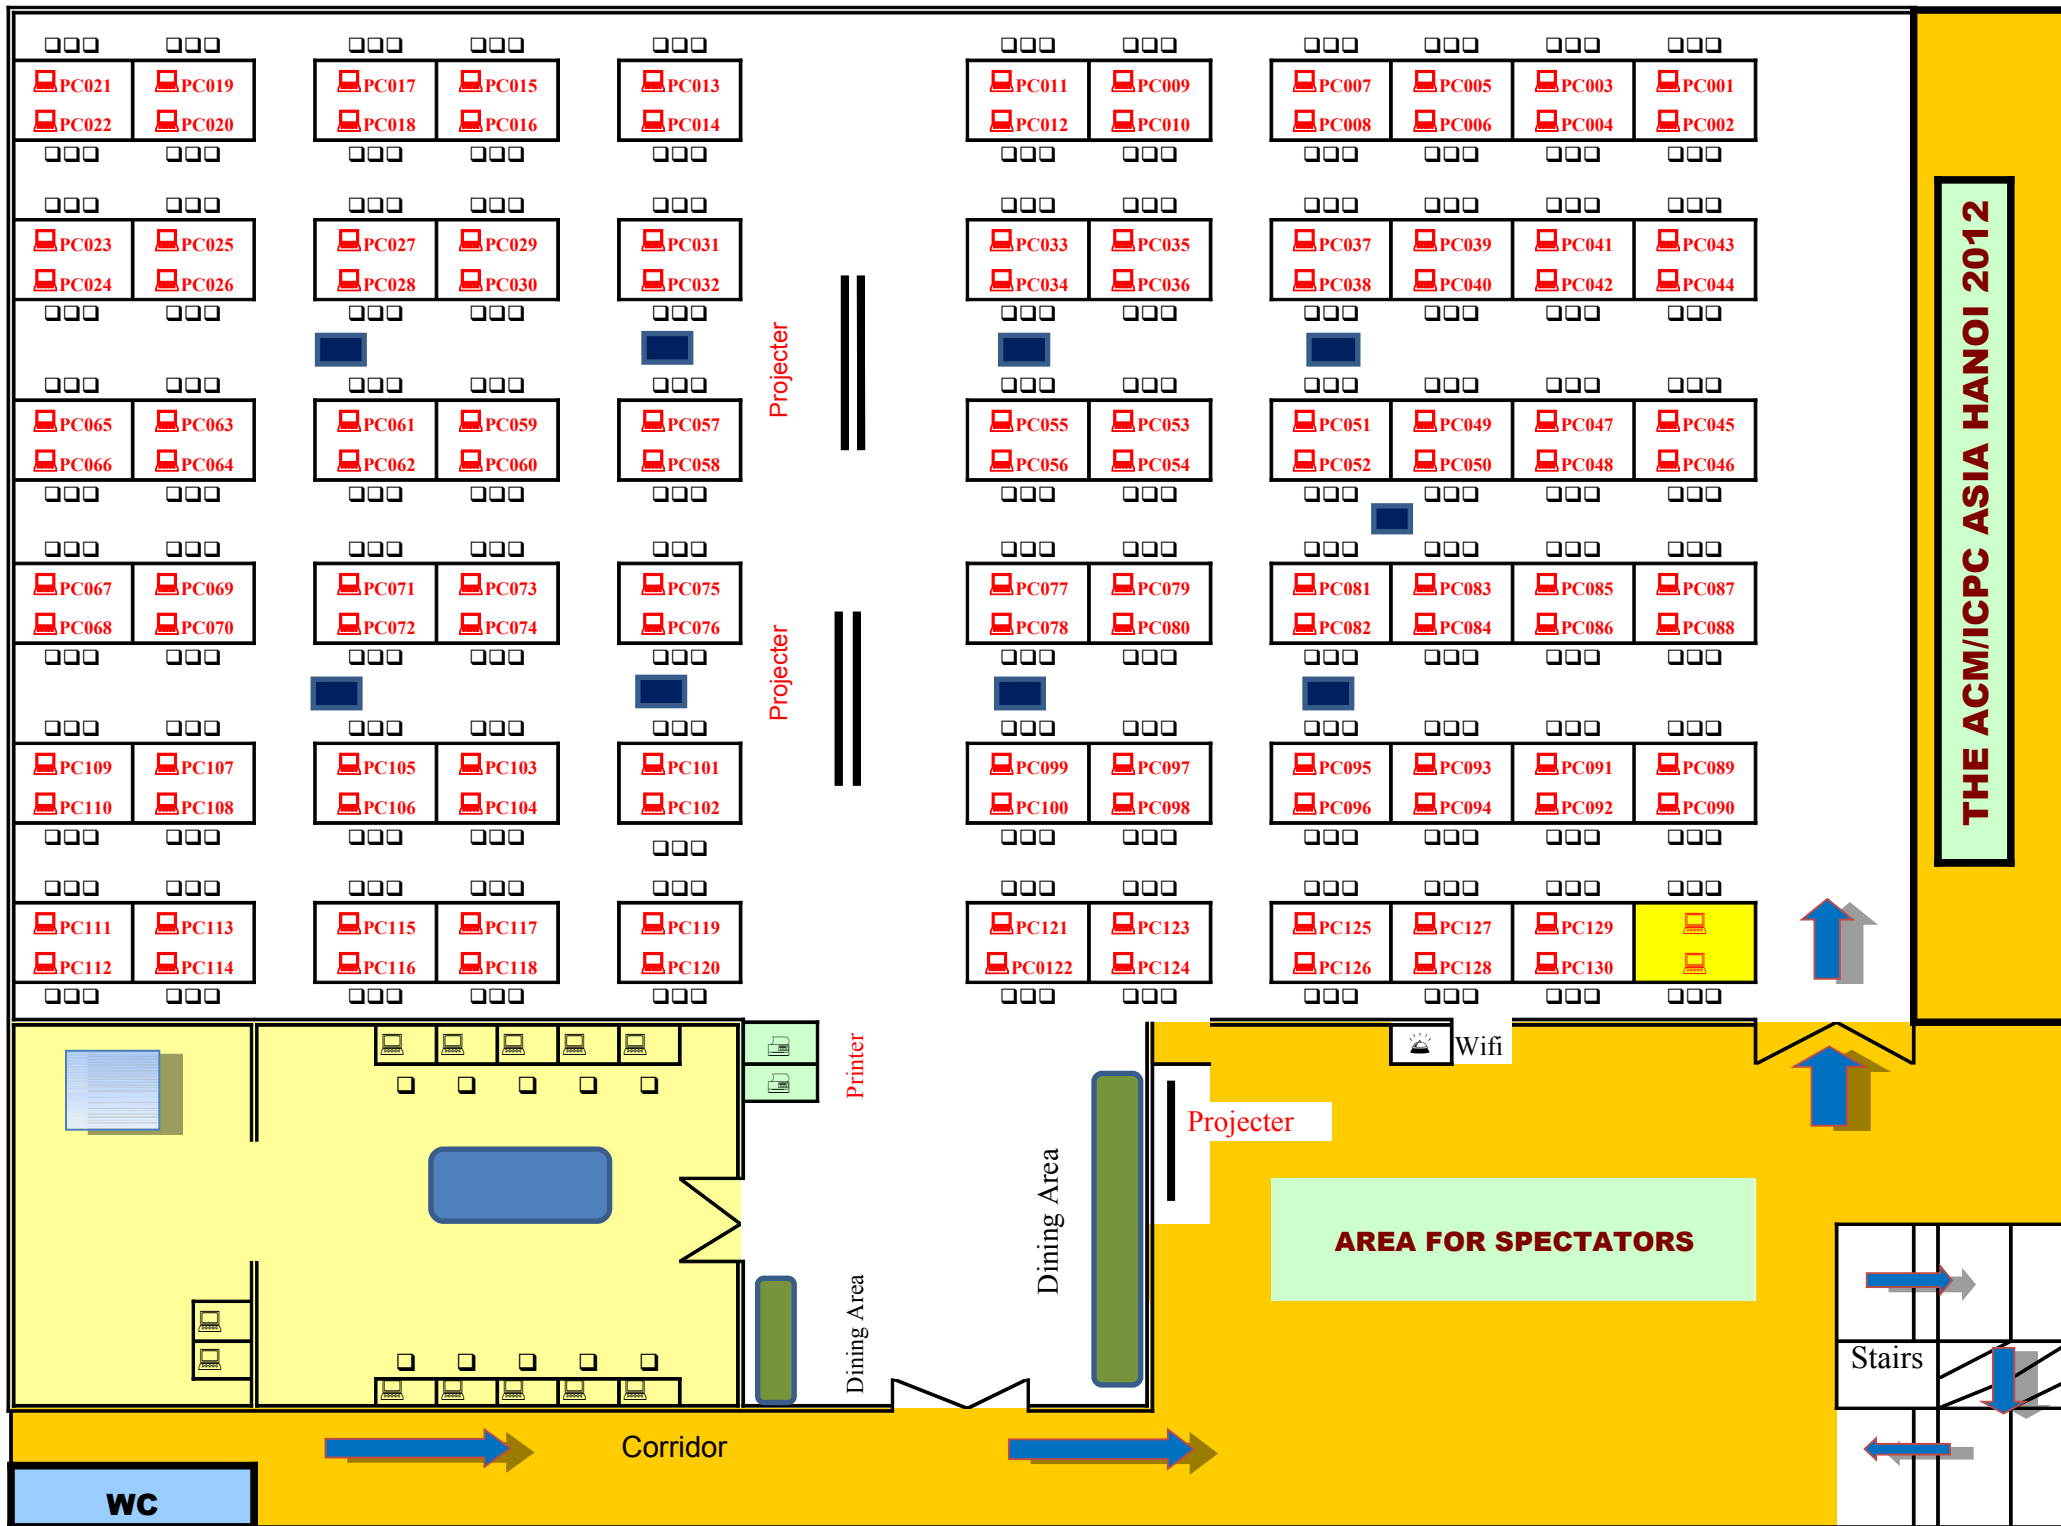 PC021 PC019 PC017 PC015 PC013 PC011 PC009 PC007 PC005 PC003 PC001
PC022 PC020 PC018 PC016 PC014 PC012 PC010 PC008 PC006 PC004 PC002
PC023 PC025 PC027 PC029 PC031 PC033 PC035 PC037 PC039 PC041 PC043
PC024 PC026 PC028 PC030 PC032 PC034 PC036 PC038 PC040 PC042 PC044
Projecter
PC065 PC063 PC061 PC059 PC057 PC055 PC053 PC051 PC049 PC047 PC045
PC066 PC064 PC062 PC060 PC058 PC056 PC054 PC052 PC050 PC048 PC046
THE ACM/ICPC ASIA HANOI 2012
PC067 PC069 PC071 PC073 PC075 PC077 PC079 PC081 PC083 PC085 PC087
PC068 PC070 PC072 PC074 PC076 PC078 PC080 PC082 PC084 PC086 PC088
Projecter
PC109 PC107 PC105 PC103 PC101 PC099 PC097 PC095 PC093 PC091 PC089
PC110 PC108 PC106 PC104 PC102 PC100 PC098 PC096 PC094 PC092 PC090
PC111 PC113 PC115 PC117 PC119 PC121 PC123 PC125 PC127 PC129
PC112 PC114 PC116 PC118 PC120 PC0122 PC124 PC126 PC128 PC130
Printer
Wifi
Projecter
Dining Area
AREA FOR SPECTATORS
Dining Area
Stairs
Corridor
WC